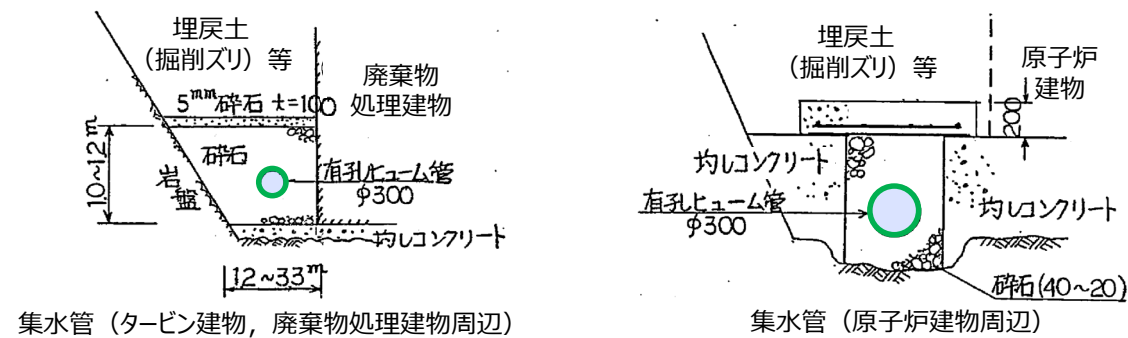 埋戻土
（掘削ズリ）等
廃棄物
処理建物
5mm砕石 t=100
10~12m
砕石
岩盤
有孔ヒューム管
φ300
均しコンクリート
12~33m
集水管（タービン建物，廃棄物処理建物周辺）
埋戻土
（掘削ズリ）等
原子炉
建物
200
均しコンクリート
有孔ヒューム管
φ300
均しコンクリート
砕石(40~20)
集水管（原子炉建物周辺）